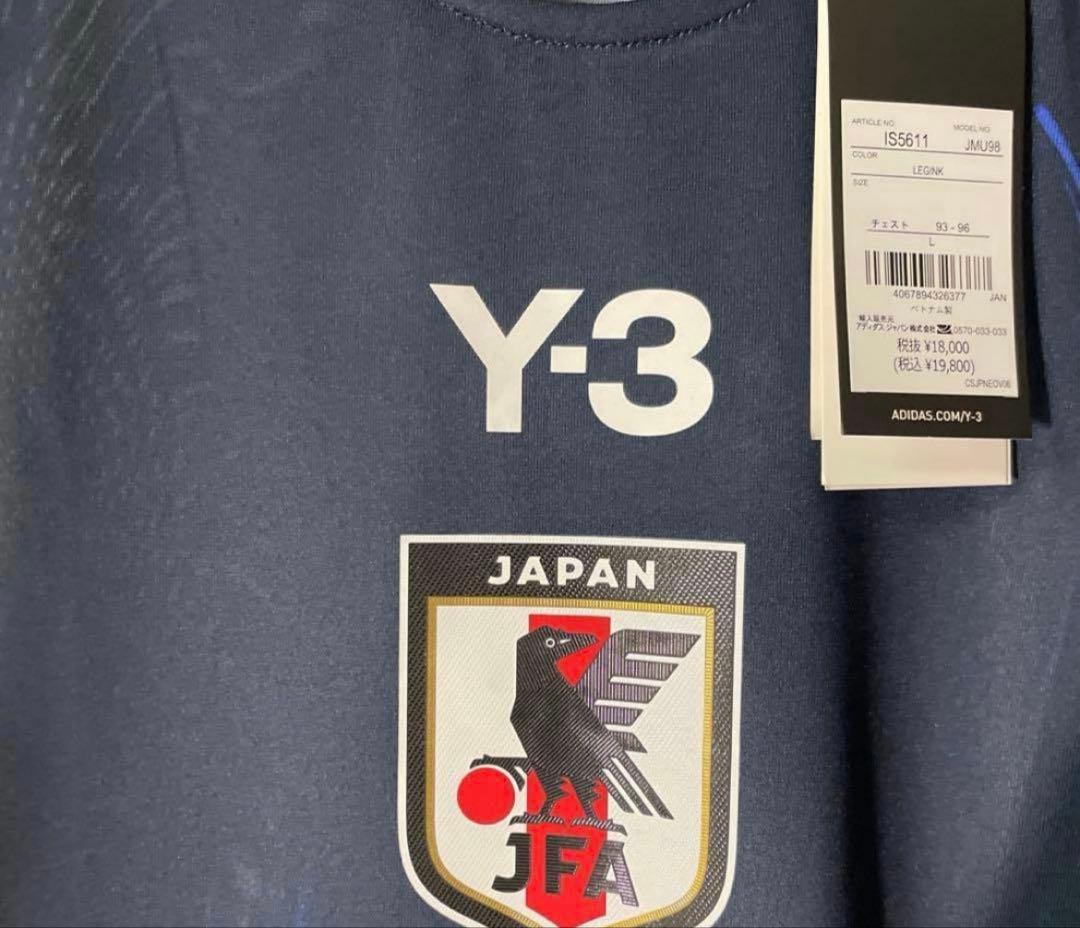 ARTICLE NO.
MODEL NO
IS5611
JMU98
COLOR
LEGINK
SIZE
チェスト 93 - 96
L
4067894326377 JAN
ベトナム製
輸入販売元
アディダス ジャパン株式会社 0570-033-033
税抜 ¥18,000
(税込 ¥19,800)
CSJPNEOV06
ADIDAS.COM/Y-3
Y-3
JAPAN
JFA